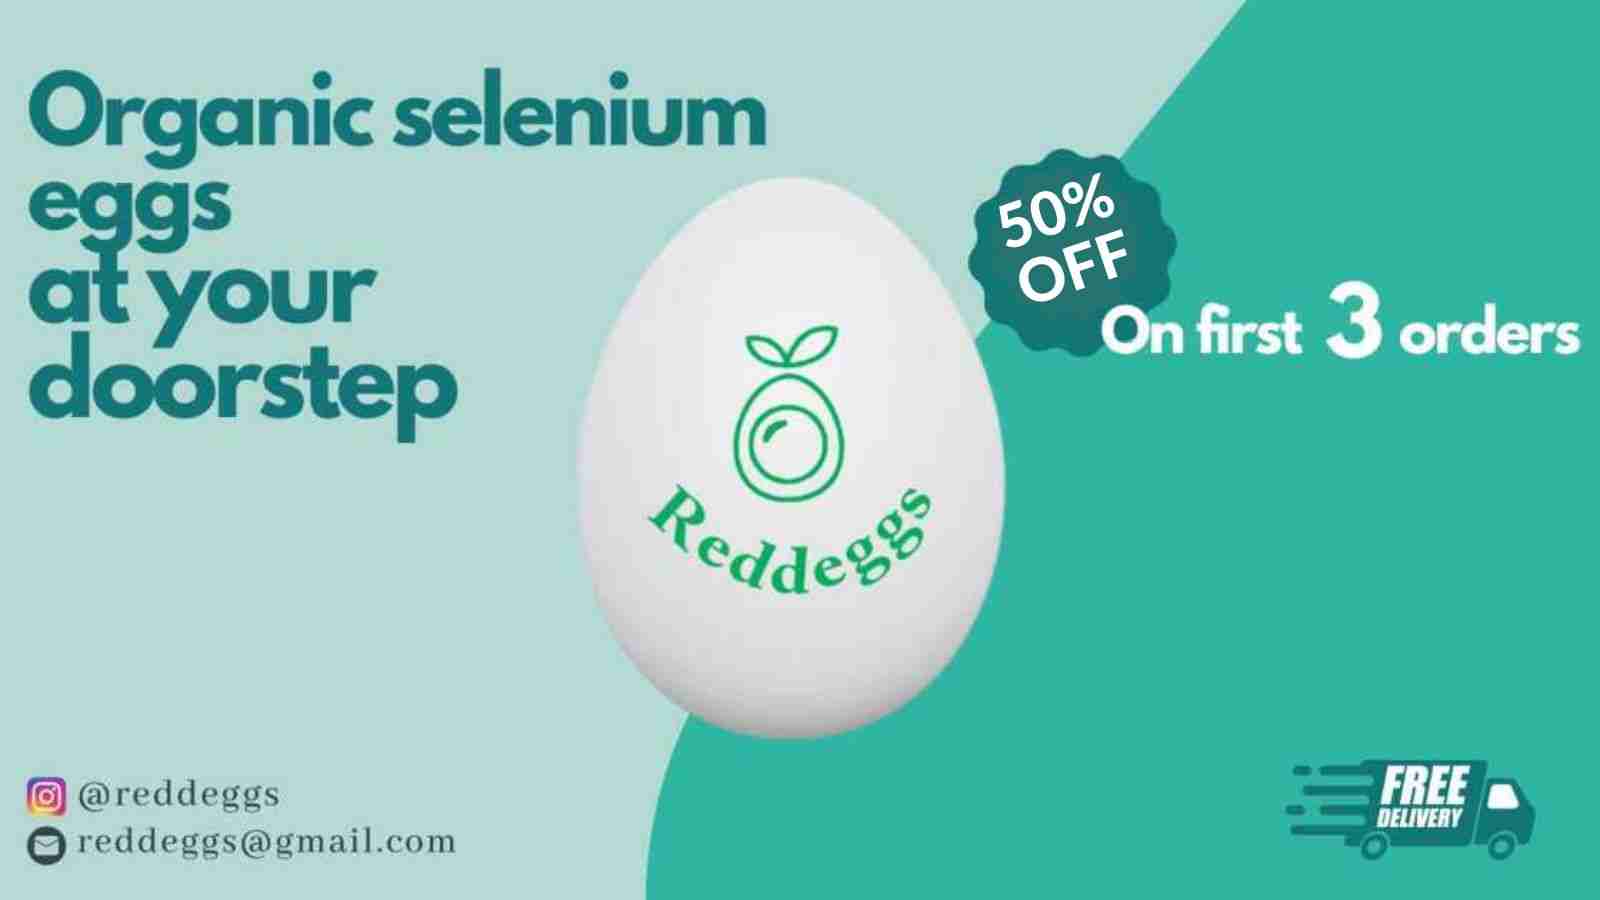 Organic selenium
eggs
at your
doorstep
50%
OFF
On first 3 orders
Reddeggs
@reddeggs
reddeggs@gmail.com
FREE
DELIVERY